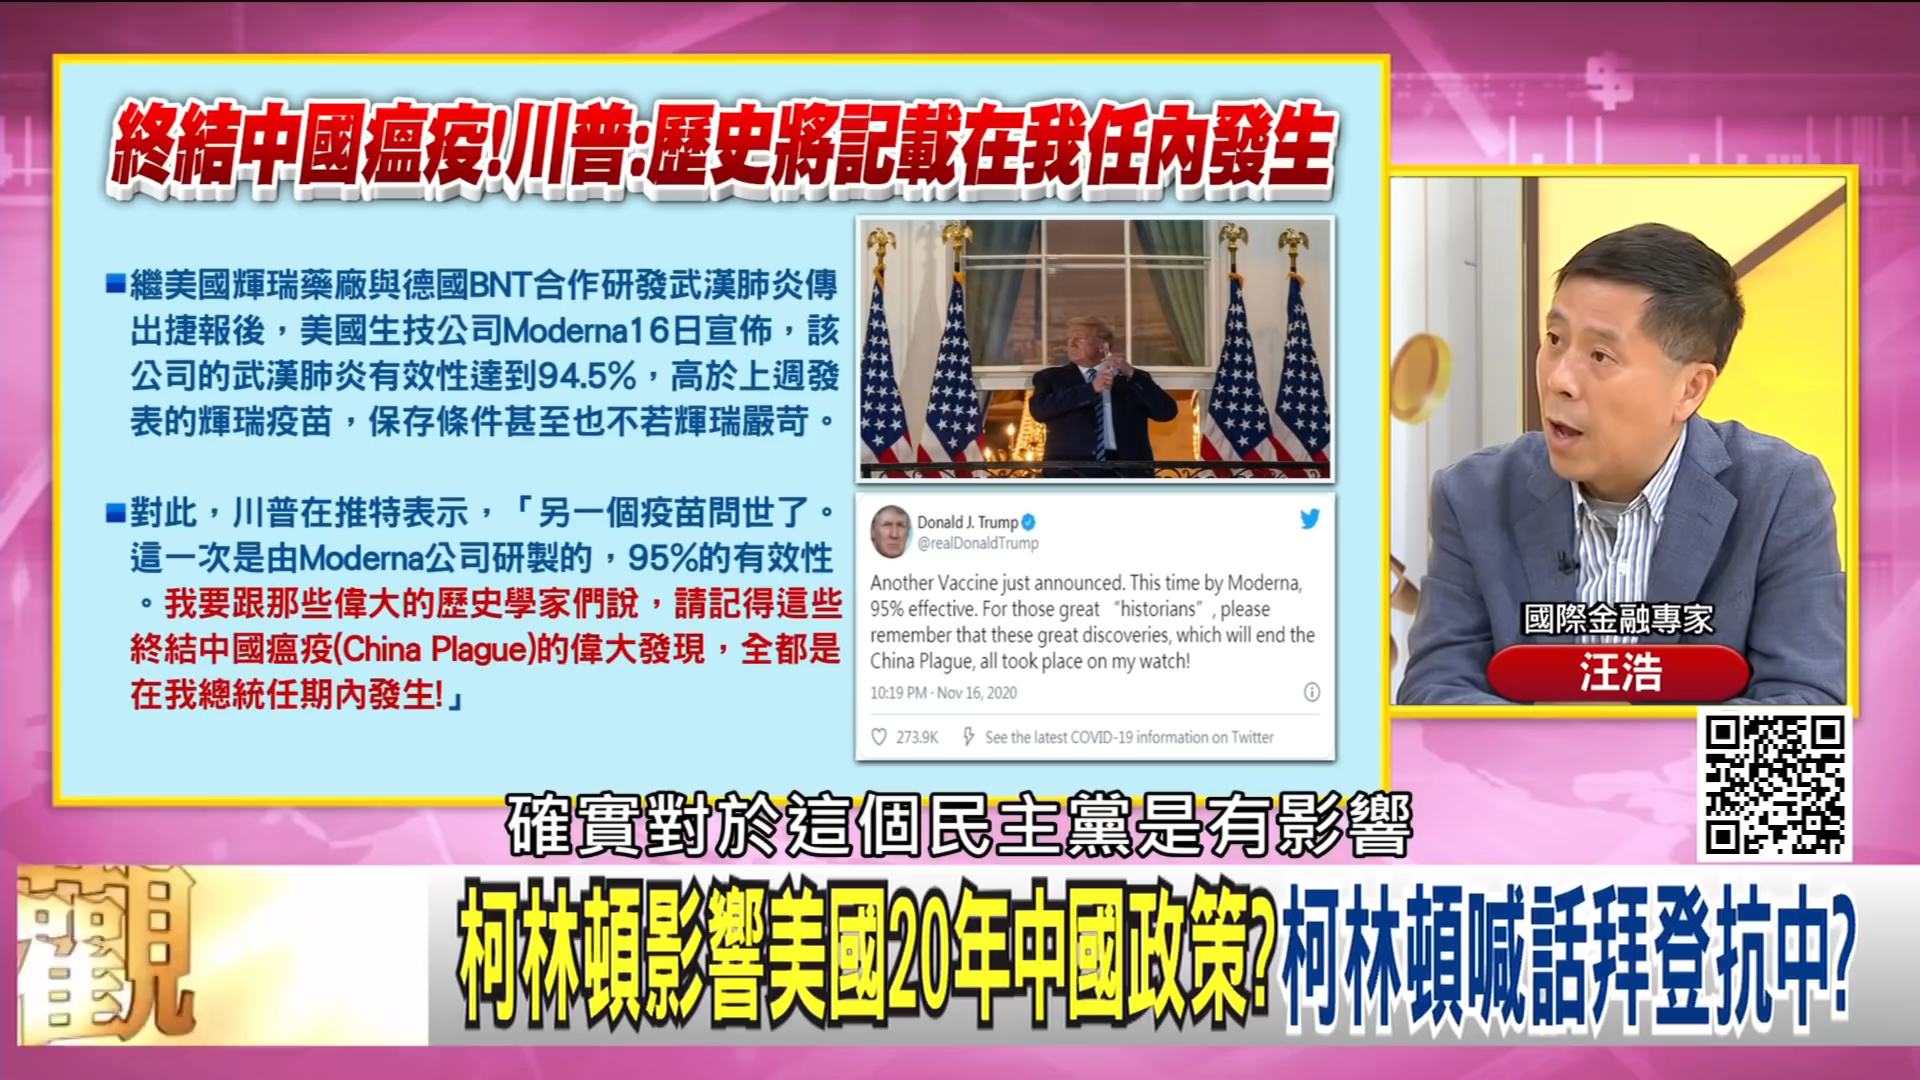 終結中國瘟疫!川普:歷史將記載在我任內發生
繼美國輝瑞藥廠與德國BNT合作研發武漢肺炎傳
出捷報後，美國生技公司Moderna16日宣佈，該
公司的武漢肺炎有效性達到94.5%，高於上週發
表的輝瑞疫苗，保存條件甚至也不若輝瑞嚴苛。
對此，川普在推特表示，「另一個疫苗問世了。
這一次是由Moderna公司研製的，95%的有效性
。我要跟那些偉大的歷史學家們說，請記得這些
終結中國瘟疫(China Plague)的偉大發現，全都是
在我總統任期內發生!」
Donald J. Trump
@realDonaldTrump
Another Vaccine just announced. This time by Moderna,
95% effective. For those great “historians”, please
remember that these great discoveries, which will end the
China Plague, all took place on my watch!
10:19 PM · Nov 16, 2020
273.9K
See the latest COVID-19 information on Twitter
國際金融專家
汪浩
確實對於這個民主黨是有影響
觀
柯林頓影響美國20年中國政策?柯林頓喊話拜登抗中?